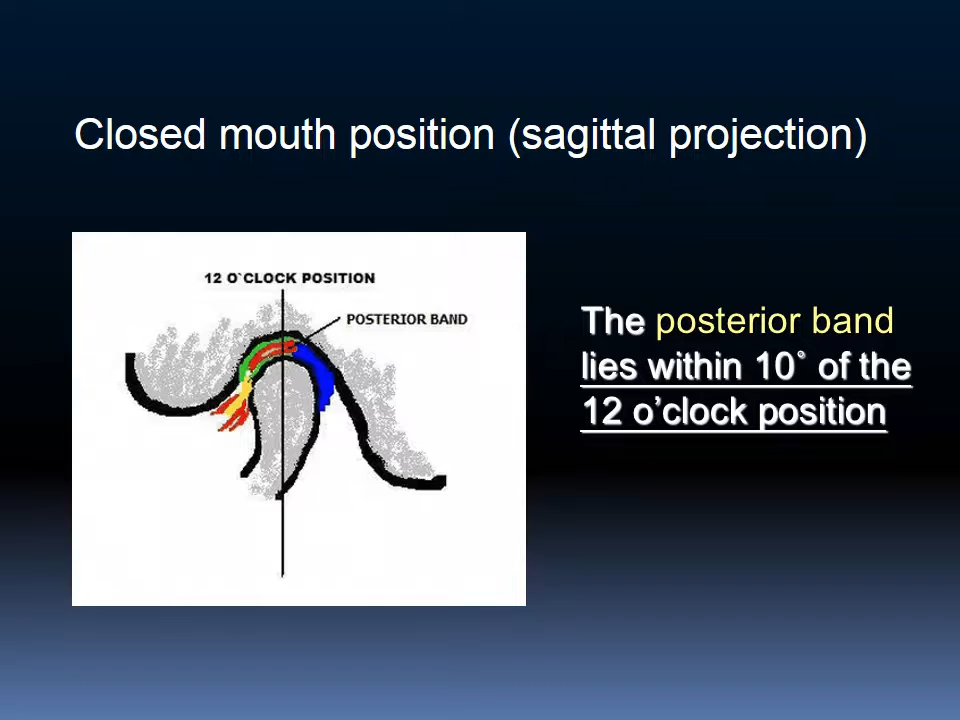 Closed mouth position (sagittal projection)
12 O`CLOCK POSITION
POSTERIOR BAND
The posterior band
lies within 10˚ of the
12 o’clock position